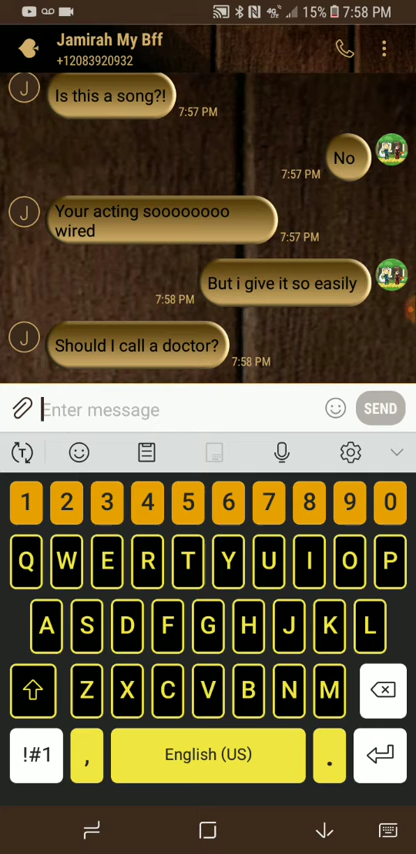 15% 7:58 PM
Jamirah My Bff
+12083920932
J
Is this a song?!
7:57 PM
No
7:57 PM
J
Your acting soooooooo
wired
7:57 PM
But i give it so easily
7:58 PM
J
Should I call a doctor?
7:58 PM
Enter message
SEND
T
1 2 3 4 5 6 7 8 9 0
Q W E R T Y U I O P
A S D F G H J K L
Z X C V B N M
!#1 , English (US) .